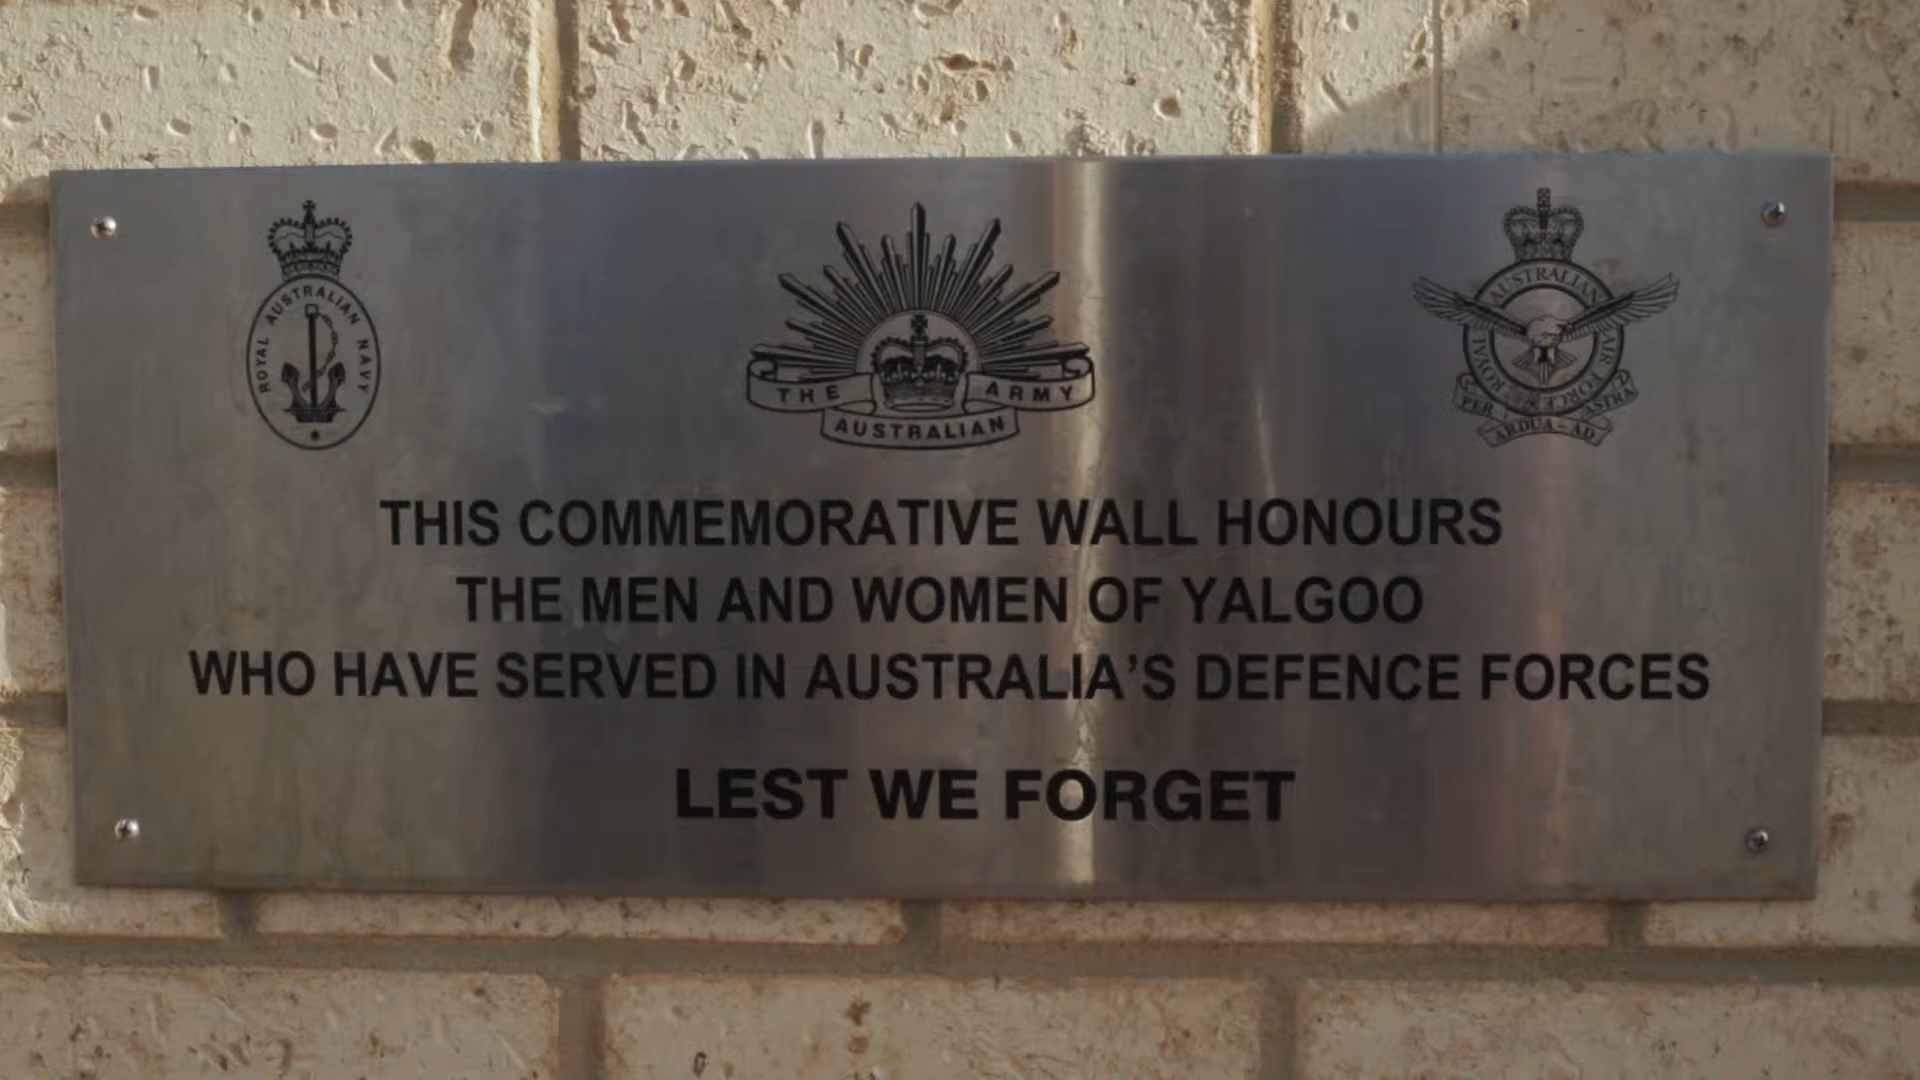 ROYAL AUSTRALIAN NAVY
THE ARMY
AUSTRALIAN
ROYAL AUSTRALIAN AIR FORCE
PER ARDUA - AD ASTRA
THIS COMMEMORATIVE WALL HONOURS
THE MEN AND WOMEN OF YALGOO
WHO HAVE SERVED IN AUSTRALIA'S DEFENCE FORCES
LEST WE FORGET